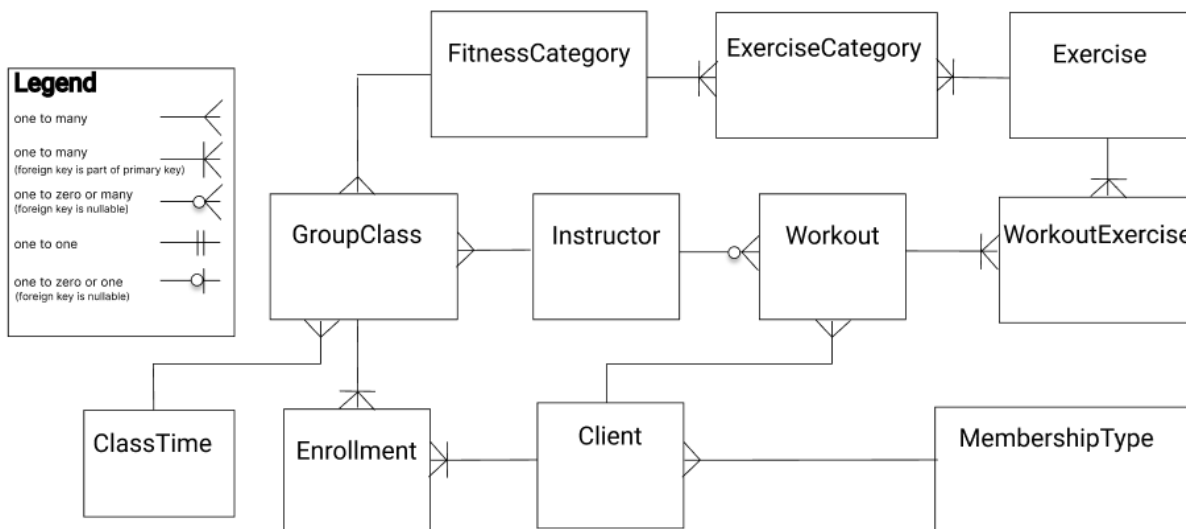 Legend
one to many
one to many
(foreign key is part of primary key)
one to zero or many
(foreign key is nullable)
one to one
one to zero or one
(foreign key is nullable)
FitnessCategory
ExerciseCategory
Exercise
GroupClass
Instructor
Workout
WorkoutExercise
ClassTime
Enrollment
Client
MembershipType